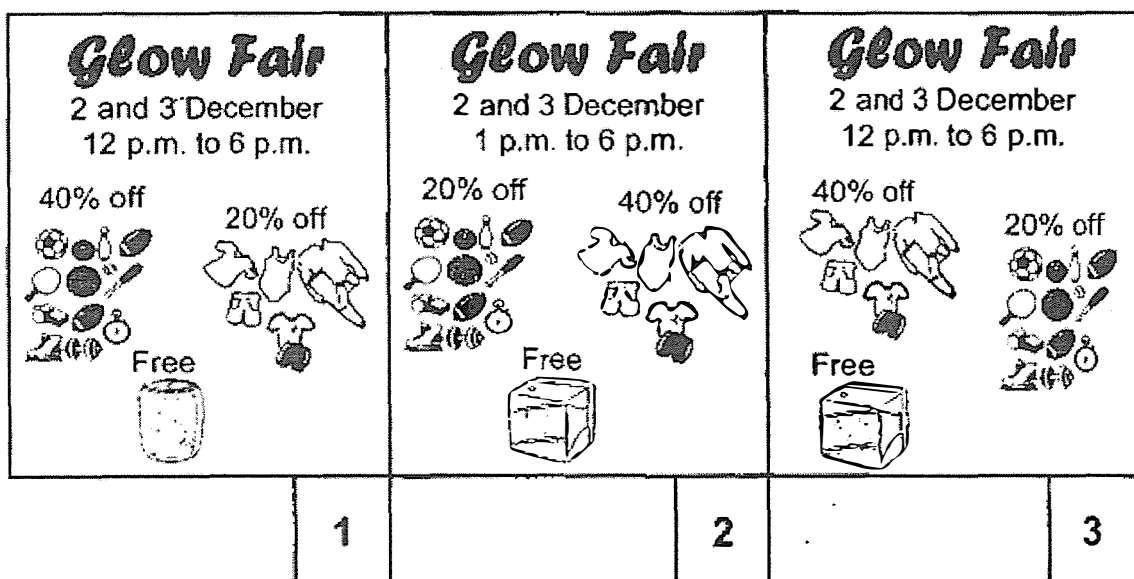 Glow Fair
2 and 3 December
12 p.m. to 6 p.m.
40% off
20% off
Free
1
Glow Fair
2 and 3 December
1 p.m. to 6 p.m.
20% off
40% off
Free
2
Glow Fair
2 and 3 December
12 p.m. to 6 p.m.
40% off
20% off
Free
3